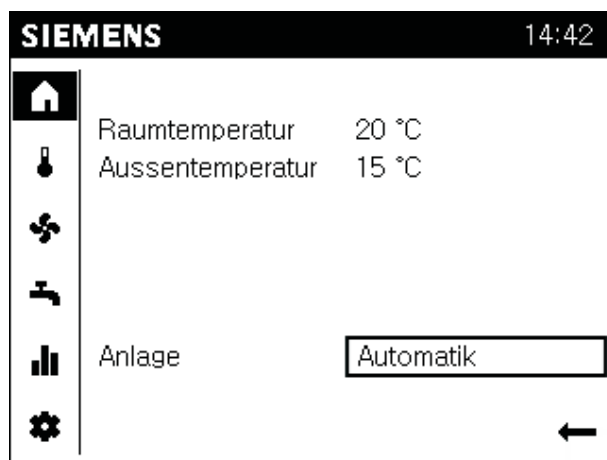 SIEMENS 14:42
Raumtemperatur 20 °C
Aussentemperatur 15 °C
Anlage Automatik